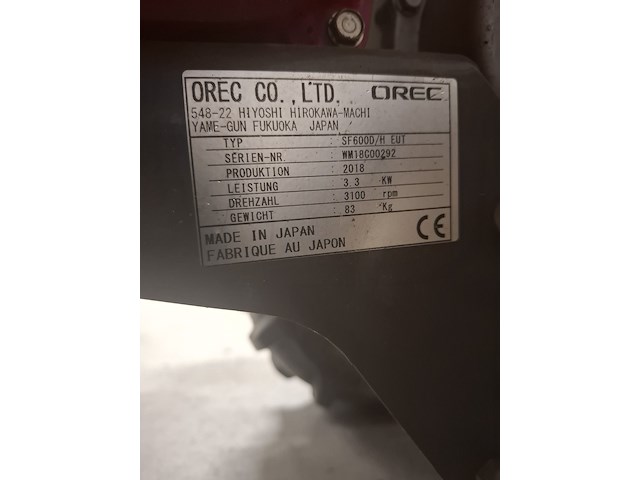 OREC CO.,LTD. OREC
548-22 HIYOSHI HIROKAWA-MACHI
YAME-GUN FUKUOKA JAPAN
TYP : SF600D/H EUT
SERIEN-NR. : WM18G00292
PRODUKTION : 2018
LEISTUNG : 3.3 KW
DREHZAHL : 3100 rpm
GEWICHT : 83 Kg
MADE IN JAPAN
FABRIQUE AU JAPON
CE